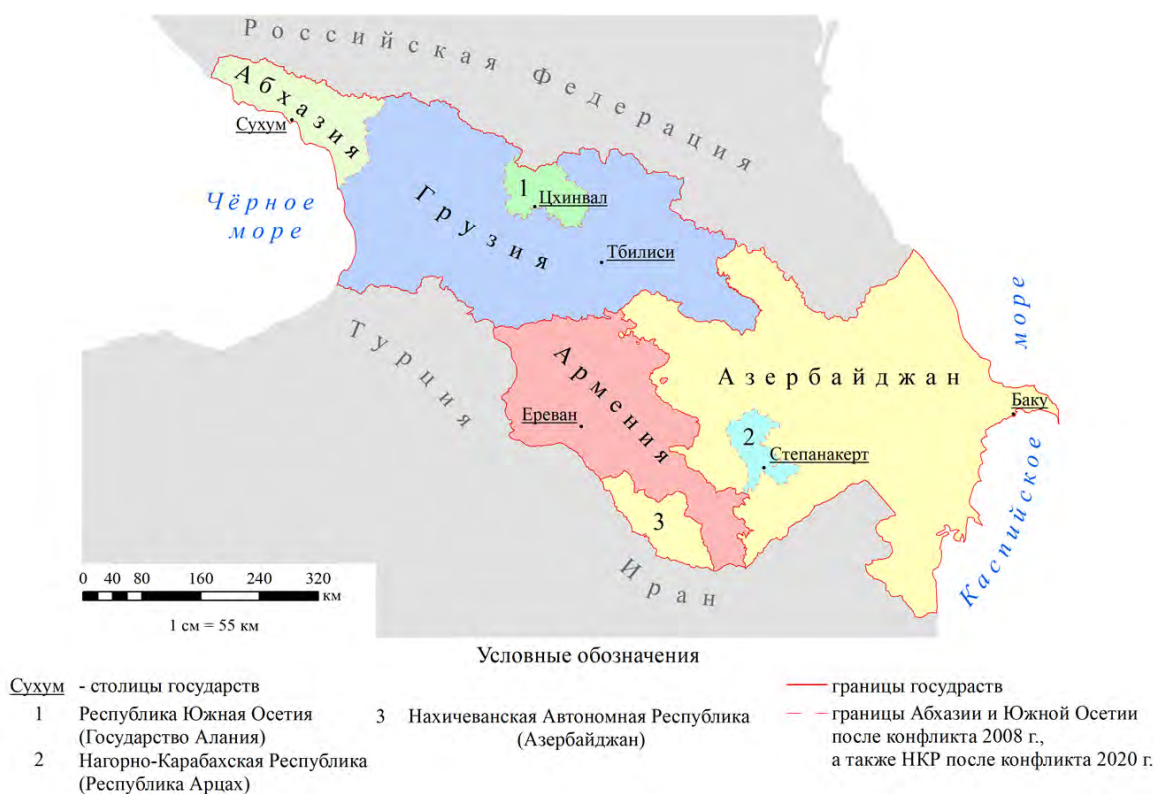 Российская Федерация
Абхазия
Сухум
Чёрное
море
1
Цхинвал
Грузия
Тбилиси
Турция
Армения
Ереван
Азербайджан
Баку
2
Степанакерт
3
Иран
Каспийское море
0 40 80 160 240 320
км
1 см = 55 км
Условные обозначения
Сухум - столицы государств
1 Республика Южная Осетия
(Государство Алания)
2 Нагорно-Карабахская Республика
(Республика Арцах)
3 Нахичеванская Автономная Республика
(Азербайджан)
границы госудраств
границы Абхазии и Южной Осетии
после конфликта 2008 г.,
а также НКР после конфликта 2020 г.